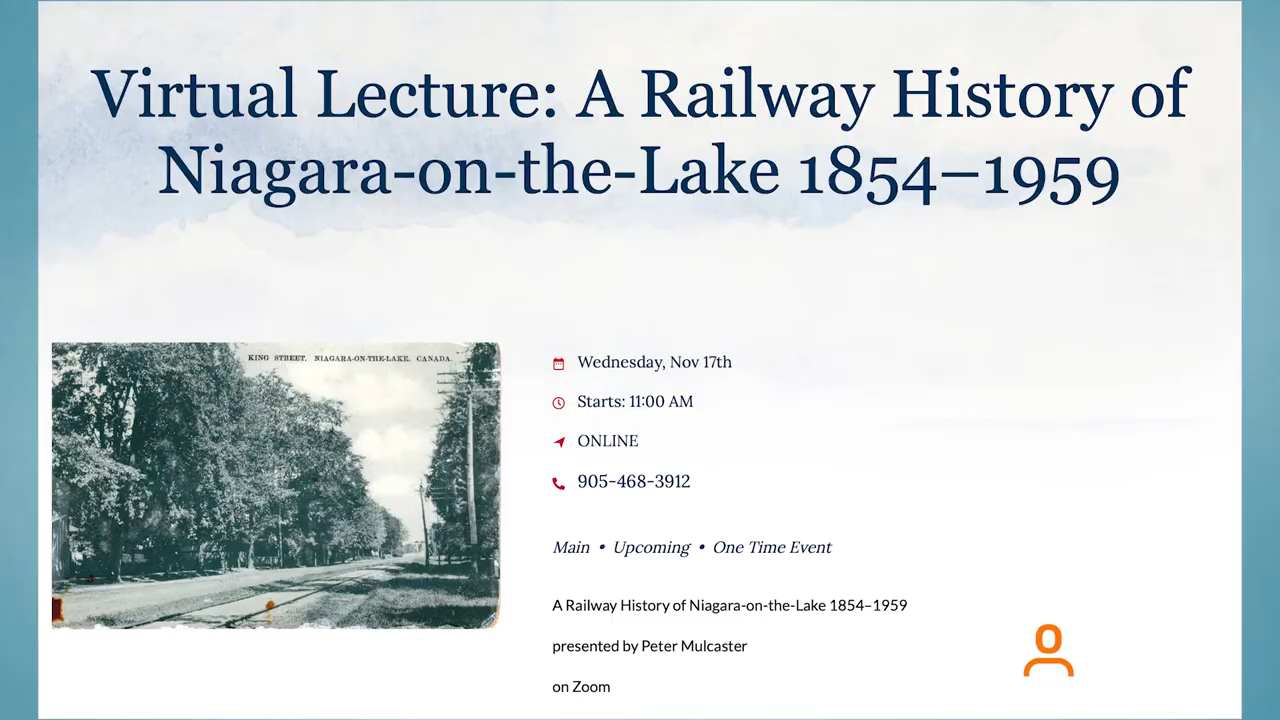 Virtual Lecture: A Railway History of
Niagara-on-the-Lake 1854–1959
KING STREET, NIAGARA-ON-THE-LAKE, CANADA.
Wednesday, Nov 17th
Starts: 11:00 AM
ONLINE
905-468-3912
Main • Upcoming • One Time Event
A Railway History of Niagara-on-the-Lake 1854–1959
presented by Peter Mulcaster
on Zoom